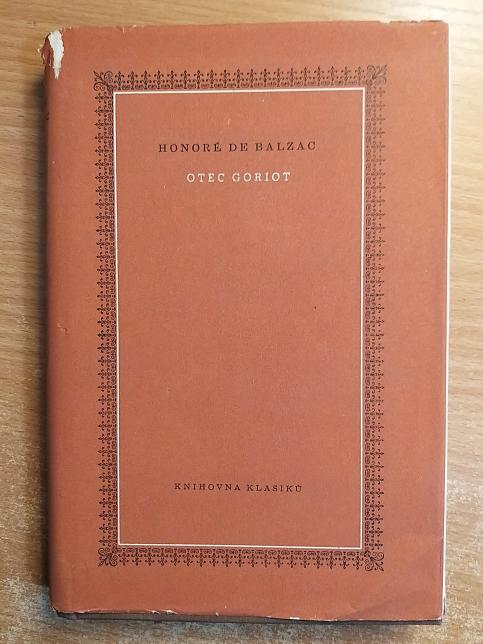 HONORÉ DE BALZAC
OTEC GORIOT
KNIHOVNA KLASIKŮ